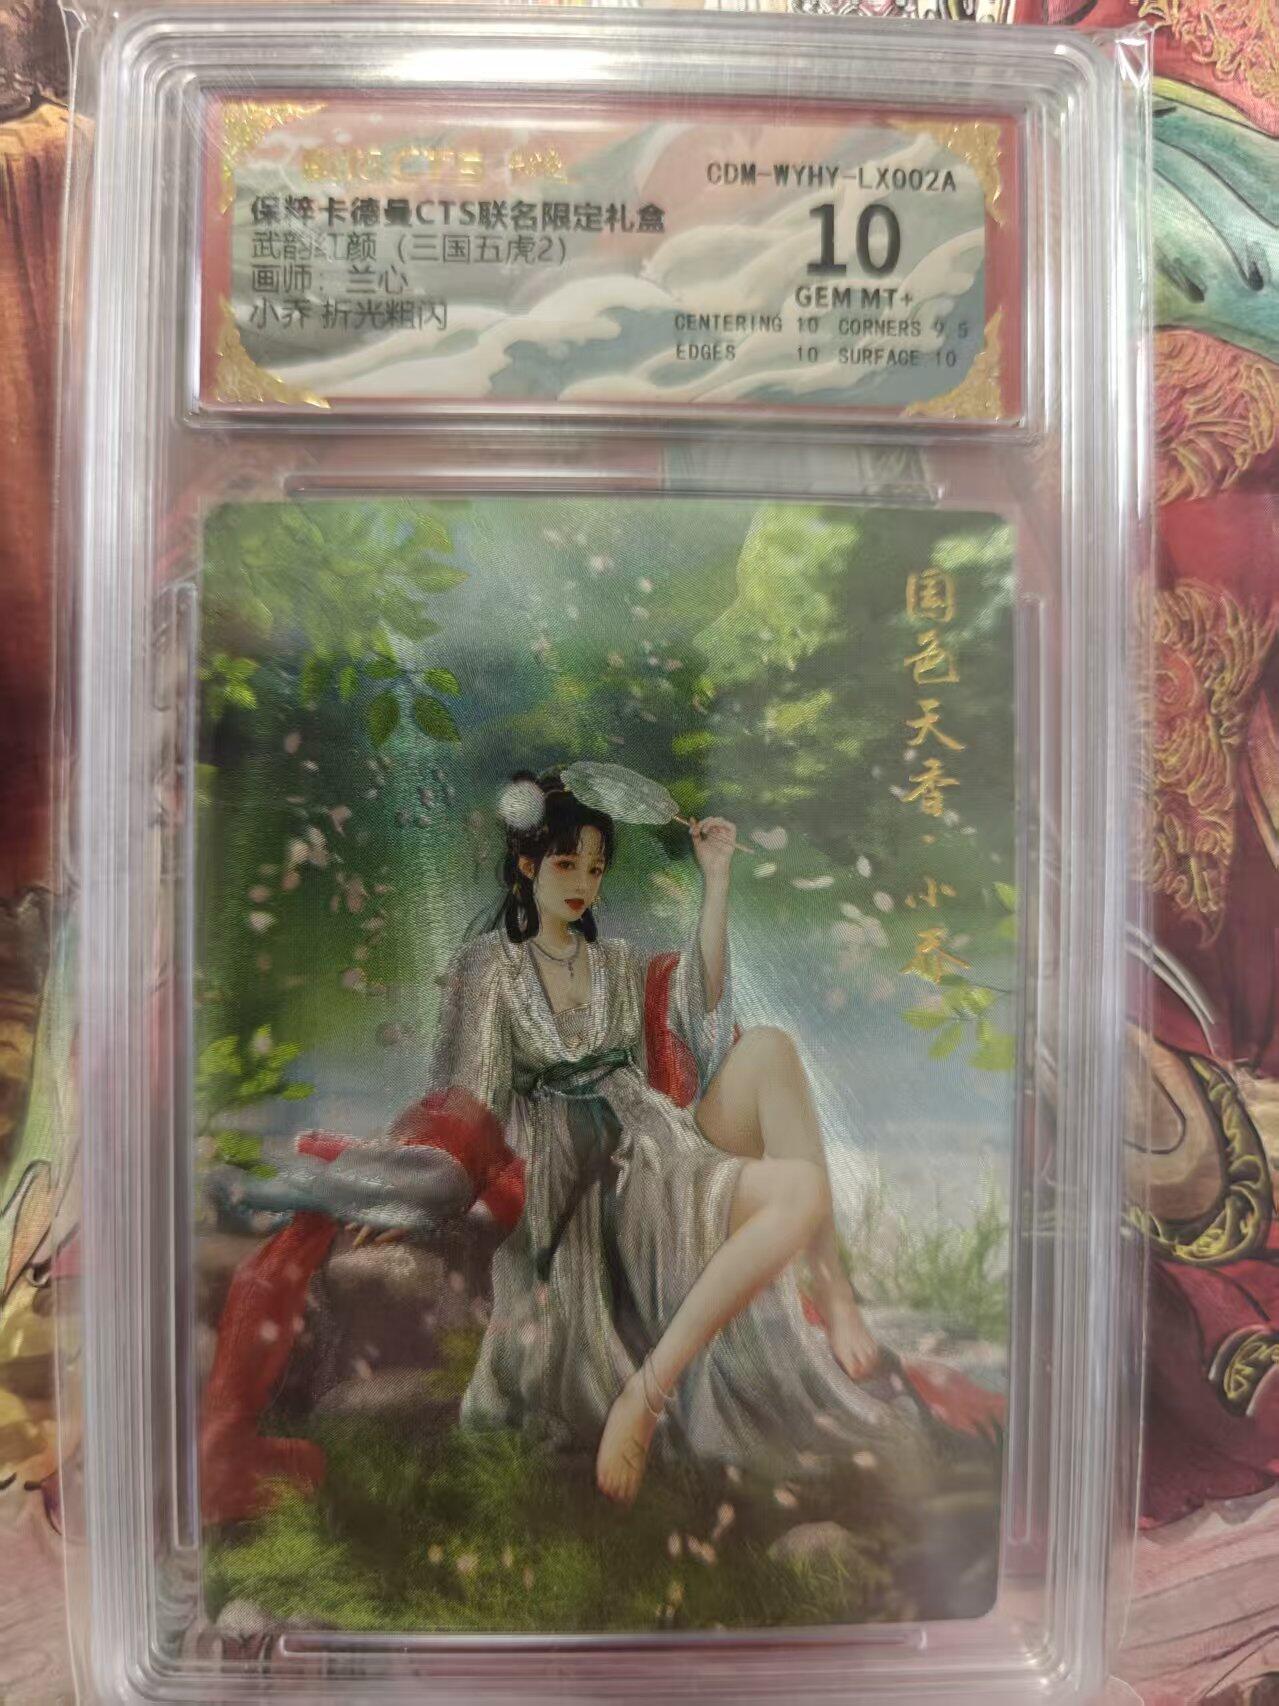 保粹卡德曼CTS联名限定礼盒
武韵红颜（三国五虎2）
画师：兰心
小乔 折光粗闪
CDM-WYHY-LX002A
10
GEM MT+
CENTERING 10 CORNERS 9.5
EDGES 10 SURFACE 10
国色天香·小乔